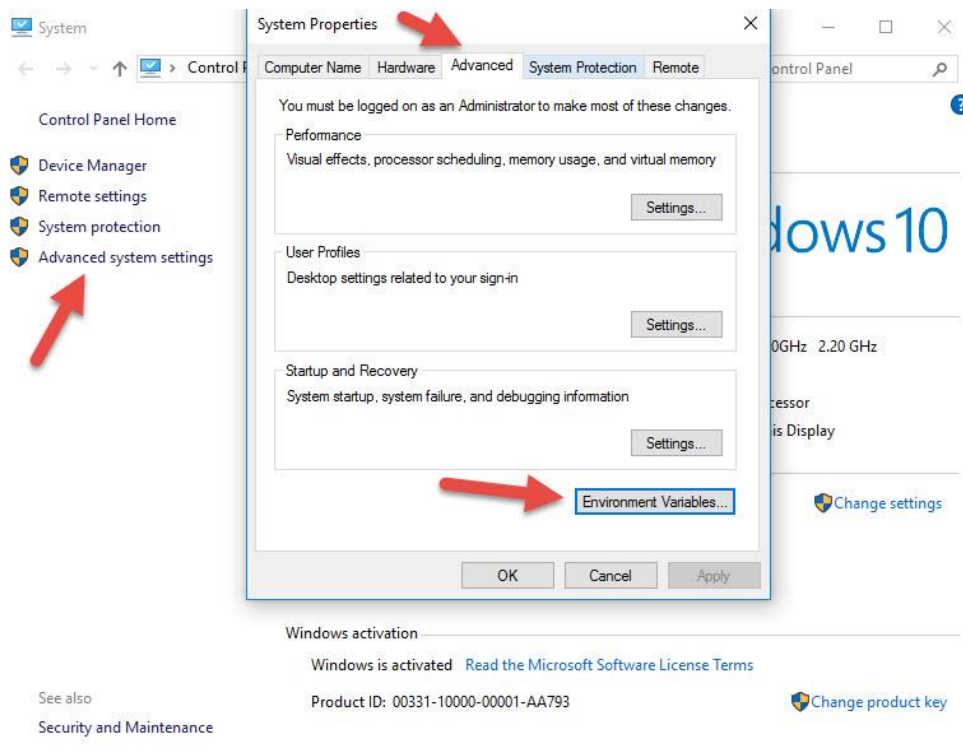 System
System Properties
Control
ontrol Panel
Computer Name Hardware Advanced System Protection Remote
Control Panel Home
Device Manager
Remote settings
System protection
Advanced system settings
You must be logged on as an Administrator to make most of these changes.
Performance
Visual effects, processor scheduling, memory usage, and virtual memory
Settings...
User Profiles
Desktop settings related to your sign-in
Settings...
Startup and Recovery
System startup, system failure, and debugging information
Settings...
Environment Variables...
OK Cancel Apply
dows 10
0GHz 2.20 GHz
cessor
is Display
Change settings
Windows activation
Windows is activated Read the Microsoft Software License Terms
Product ID: 00331-10000-00001-AA793
Change product key
See also
Security and Maintenance